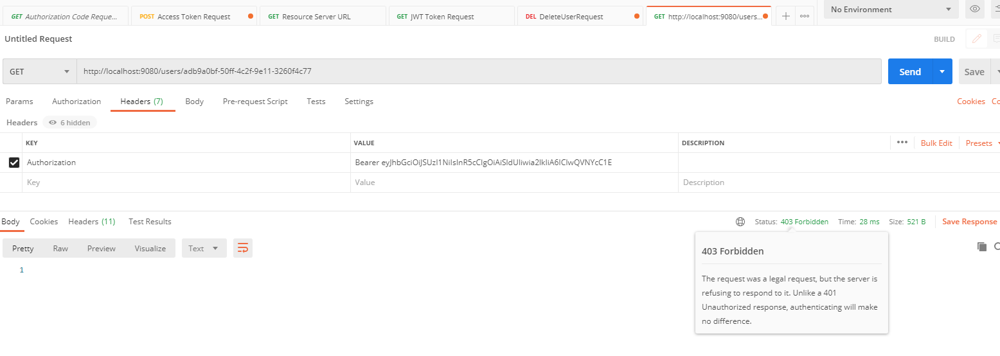 GET Authorization Code Reque... POST Access Token Request GET Resource Server URL GET JWT Token Request DEL DeleteUserRequest GET http://localhost:9080/users... No Environment
Untitled Request BUILD
GET http://localhost:9080/users/adb9a0bf-50ff-4c2f-9e11-3260f4c77 Send Save
Params Authorization Headers (7) Body Pre-request Script Tests Settings Cookies Co
Headers 6 hidden
KEY VALUE DESCRIPTION Bulk Edit Presets
Authorization Bearer eyJhbGciOiJSUzI1NiIsInR5cCIgOiAiSldUIiwia2lkIiA6ICIwQVNYcC1E
Key Value Description
Body Cookies Headers (11) Test Results Status: 403 Forbidden Time: 28 ms Size: 521 B Save Response
Pretty Raw Preview Visualize Text
1
403 Forbidden
The request was a legal request, but the server is
refusing to respond to it. Unlike a 401
Unauthorized response, authenticating will make
no difference.